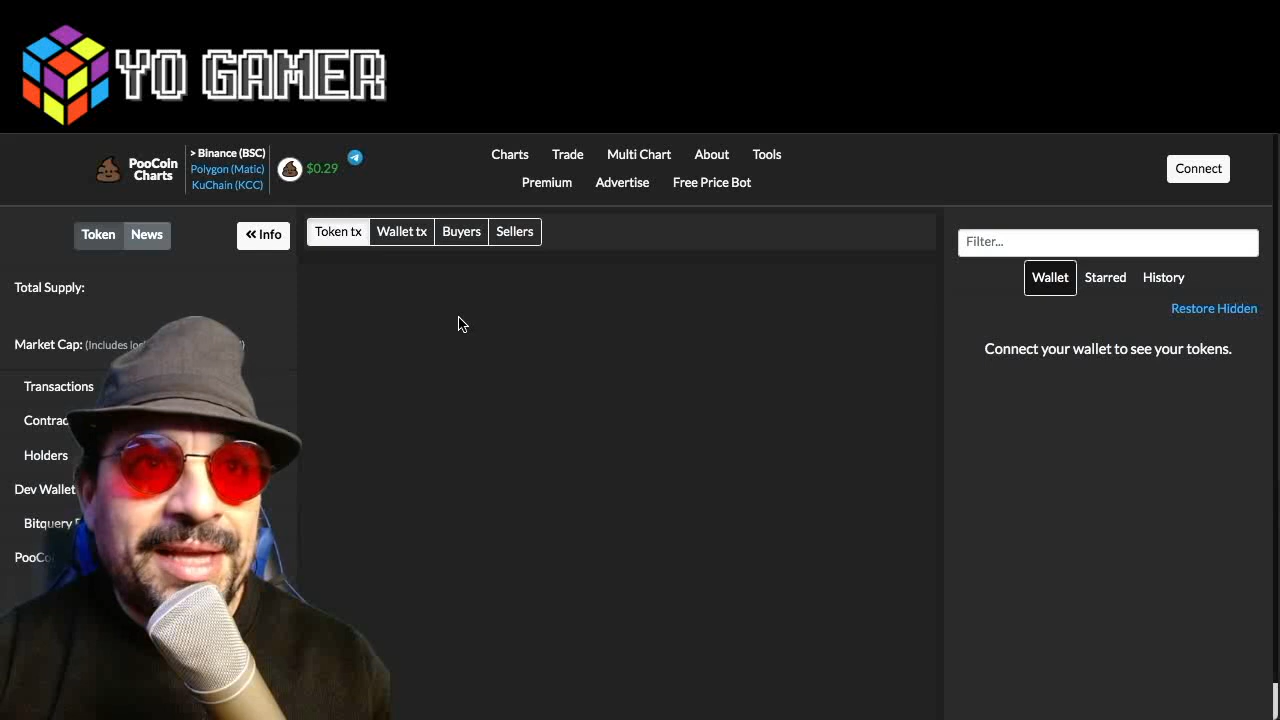 YO GAMER
PooCoin
Charts
> Binance (BSC)
Polygon (Matic)
KuChain (KCC)
$0.29
Charts Trade Multi Chart About Tools
Premium Advertise Free Price Bot
Connect
Token News
Info
Token tx Wallet tx Buyers Sellers
Filter...
Wallet Starred History
Restore Hidden
Connect your wallet to see your tokens.
Total Supply:
Market Cap: (Includes
Transactions
Holders
Dev Wallet
Bitquery